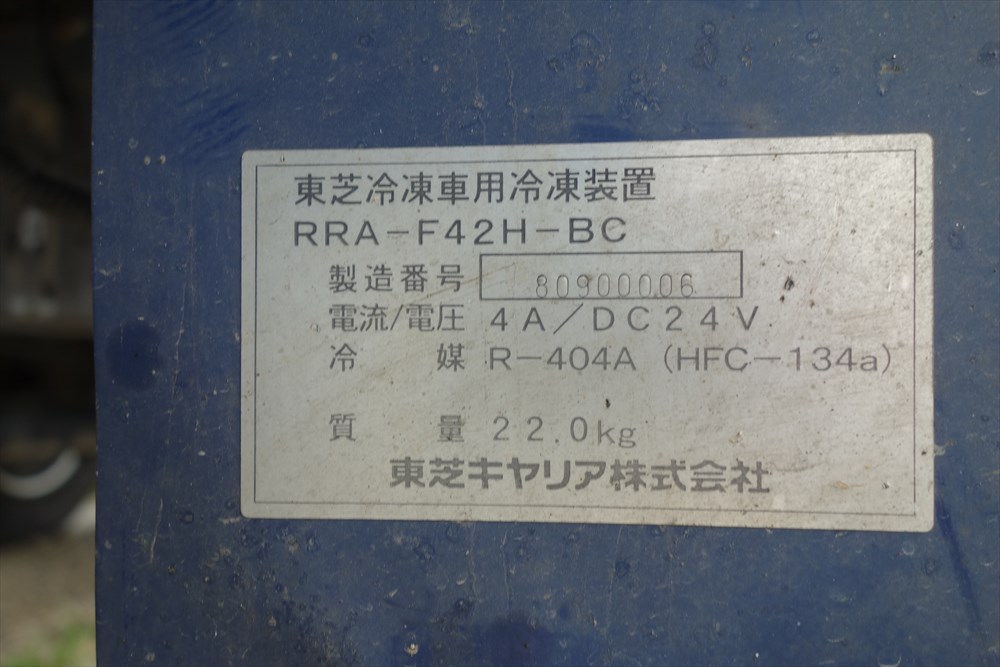 東芝冷凍車用冷凍装置
RRA-F42H-BC
製造番号 80900006
電流/電圧 4A/DC24V
冷 媒 R-404A (HFC-134a)
質 量 22.0kg
東芝キヤリア株式会社